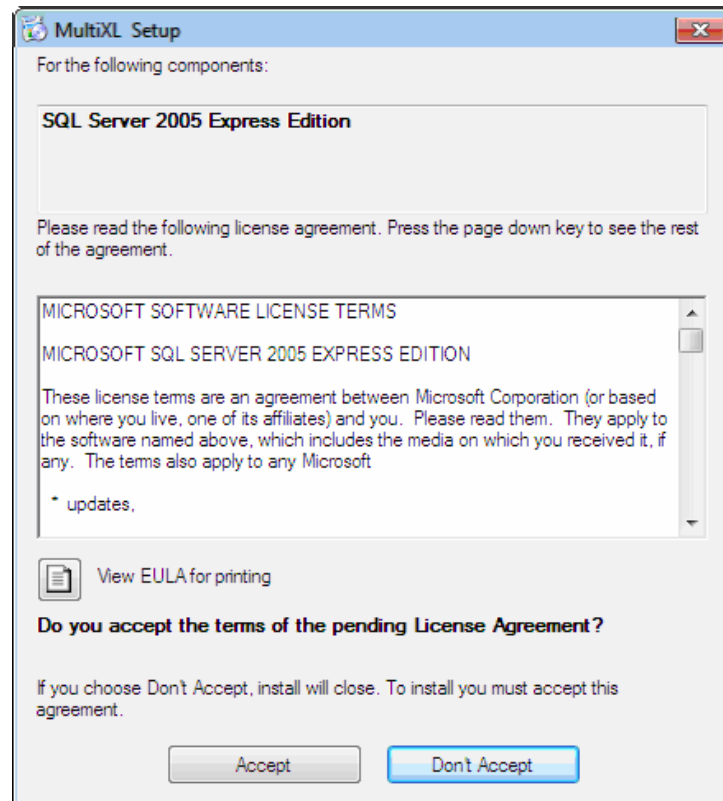 MultiXL Setup
For the following components:
SQL Server 2005 Express Edition
Please read the following license agreement. Press the page down key to see the rest
of the agreement.
MICROSOFT SOFTWARE LICENSE TERMS
MICROSOFT SQL SERVER 2005 EXPRESS EDITION
These license terms are an agreement between Microsoft Corporation (or based
on where you live, one of its affiliates) and you. Please read them. They apply to
the software named above, which includes the media on which you received it, if
any. The terms also apply to any Microsoft
* updates,
View EULA for printing
Do you accept the terms of the pending License Agreement?
If you choose Don't Accept, install will close. To install you must accept this
agreement.
Accept
Don't Accept